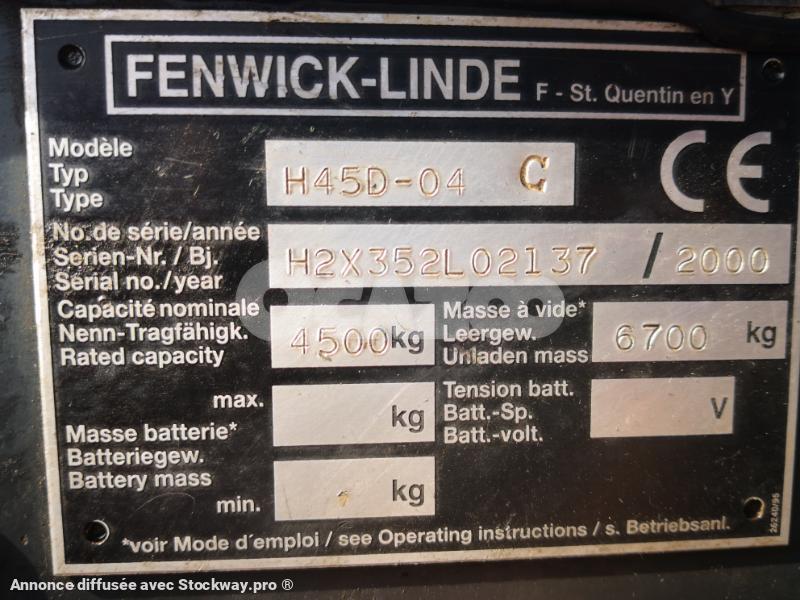 FENWICK-LINDE F - St. Quentin en Y
Modèle
Typ
Type
H45D-04 C
CE
No. de série/année
Serien-Nr. / Bj.
Serial no./year
H2X352L02137 / 2000
Capacité nominale
Nenn-Tragfähigk.
Rated capacity
4500 kg
Masse à vide*
Leergew.
Unladen mass
6700 kg
max.
kg
Masse batterie*
Batteriegew.
Battery mass
min.
kg
Tension batt.
Batt.-Sp.
Batt.-volt.
V
*voir Mode d'emploi / see Operating instructions / s. Betriebsanl.
26240/95
OCAZOO
Annonce diffusée avec Stockway.pro ®